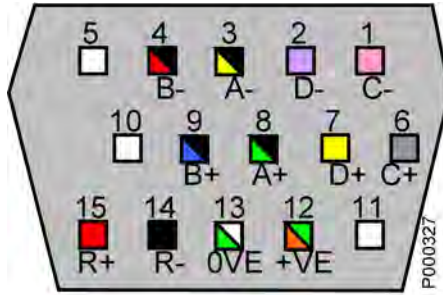 5 4 3 2 1
B- A- D- C-
10 9 8 7 6
B+ A+ D+ C+
15 14 13 12 11
R+ R- 0VE +VE
P000327